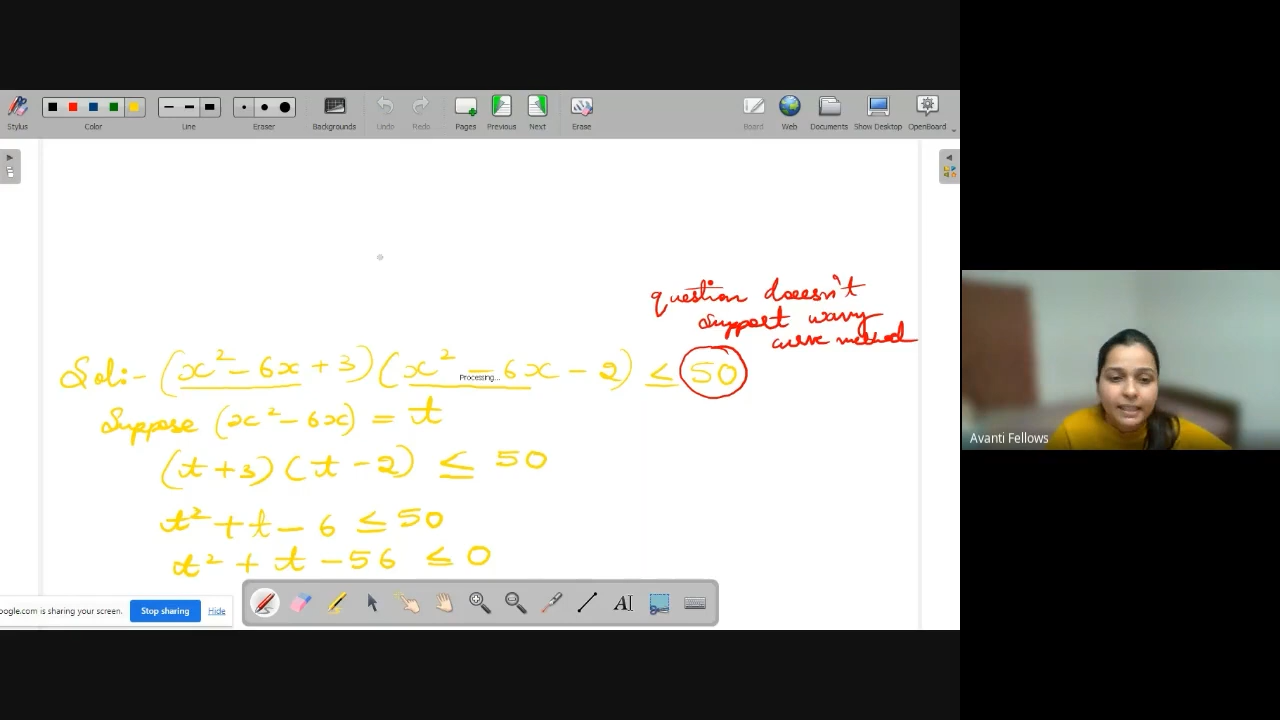 Stylus
Color
Line
Eraser
Backgrounds
Undo
Redo
Pages
Previous
Next
Erase
Board
Web
Documents
Show Desktop
OpenBoard
question doesn't
support wavy
curve method
Sol:- (x² - 6x + 3) (x² - 6x - 2) ≤ 50
Processing...
Suppose (x² - 6x) = t
(t + 3) (t - 2) ≤ 50
t² + t - 6 ≤ 50
t² + t - 56 ≤ 0
oogle.com is sharing your screen.
Stop sharing
Hide
AI
Avanti Fellows